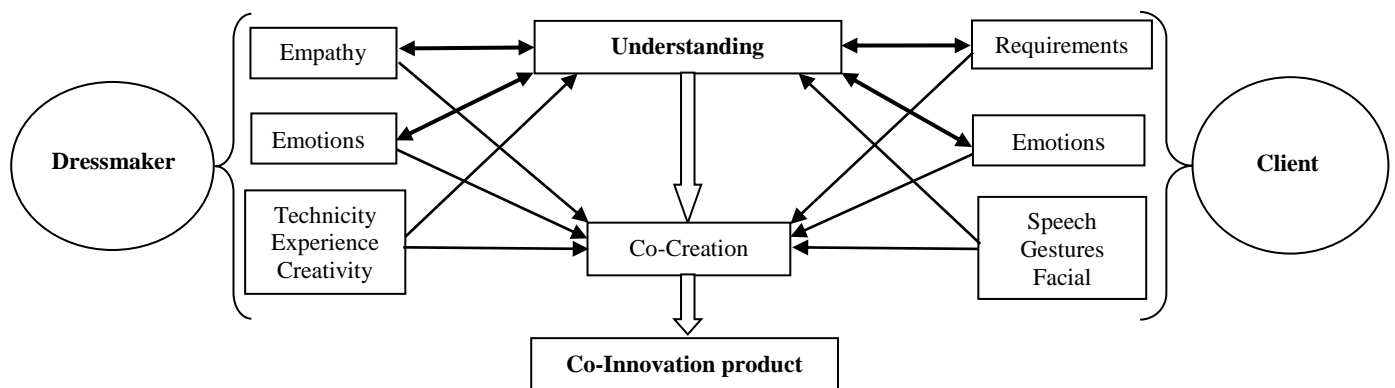 Dressmaker
Empathy
Emotions
Technicity
Experience
Creativity
Understanding
Co-Creation
Co-Innovation product
Requirements
Emotions
Speech
Gestures
Facial
Client